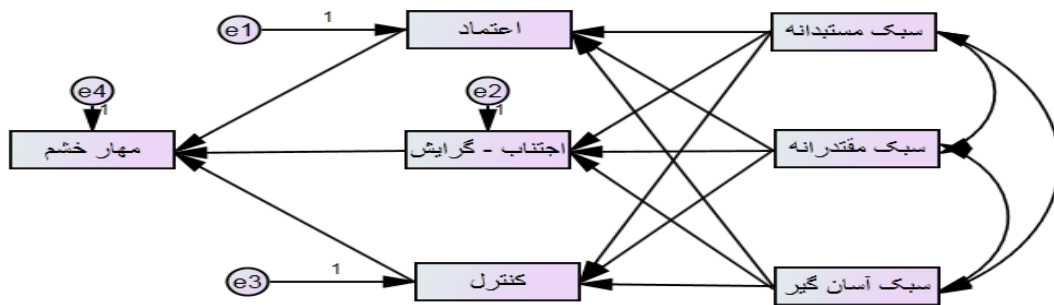 سبک مستبدانه
اعتماد
e1
1
e4
1
e2
1
سبک مقتدرانه
اجتناب - گرایش
مهار خشم
سبک آسان گیر
کنترل
1
e3